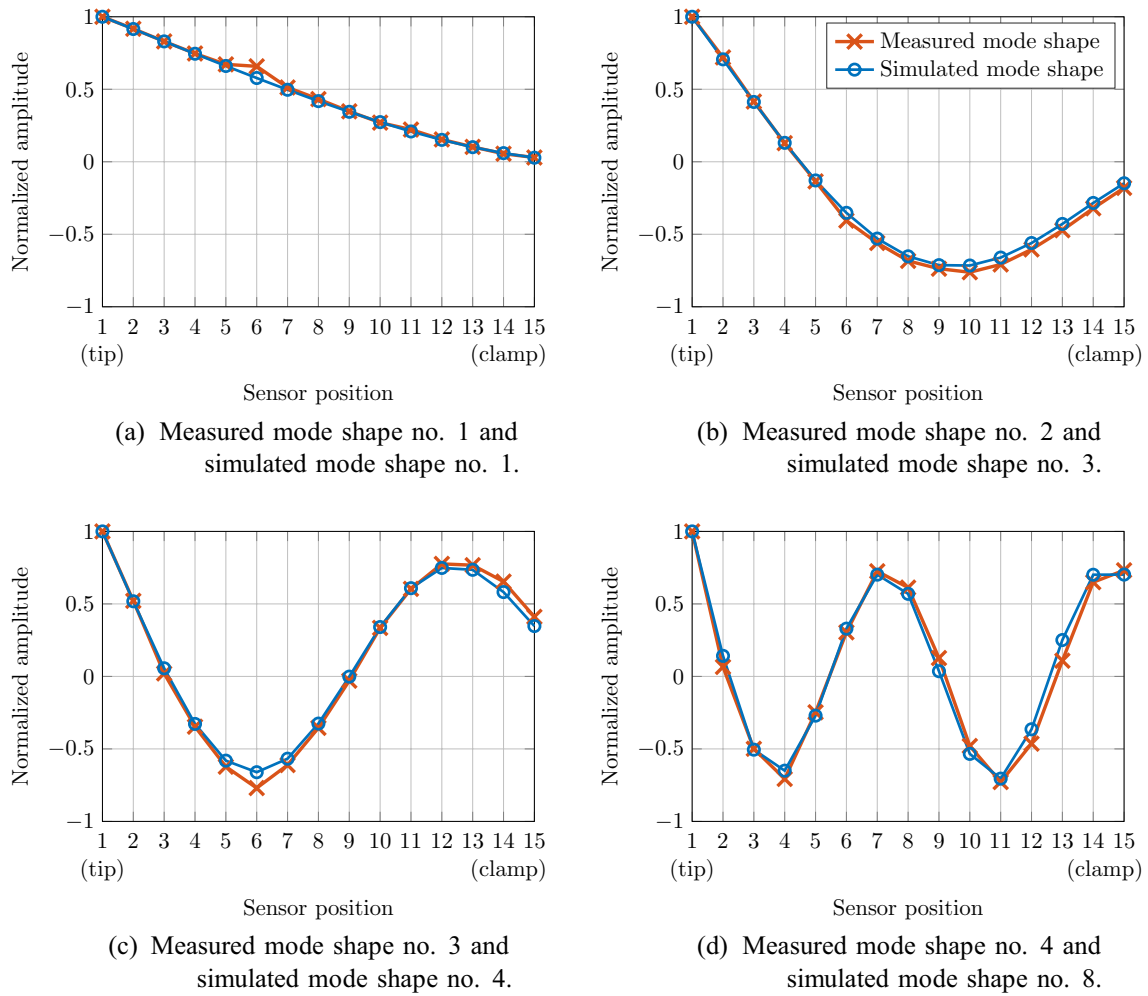 1
0.5
0
−0.5
−1
Normalized amplitude
1 2 3 4 5 6 7 8 9 10 11 12 13 14 15
(tip) (clamp)
Sensor position
(a) Measured mode shape no. 1 and
simulated mode shape no. 1.
Measured mode shape
Simulated mode shape
1
0.5
0
−0.5
−1
Normalized amplitude
1 2 3 4 5 6 7 8 9 10 11 12 13 14 15
(tip) (clamp)
Sensor position
(b) Measured mode shape no. 2 and
simulated mode shape no. 3.
1
0.5
0
−0.5
−1
Normalized amplitude
1 2 3 4 5 6 7 8 9 10 11 12 13 14 15
(tip) (clamp)
Sensor position
(c) Measured mode shape no. 3 and
simulated mode shape no. 4.
1
0.5
0
−0.5
−1
Normalized amplitude
1 2 3 4 5 6 7 8 9 10 11 12 13 14 15
(tip) (clamp)
Sensor position
(d) Measured mode shape no. 4 and
simulated mode shape no. 8.